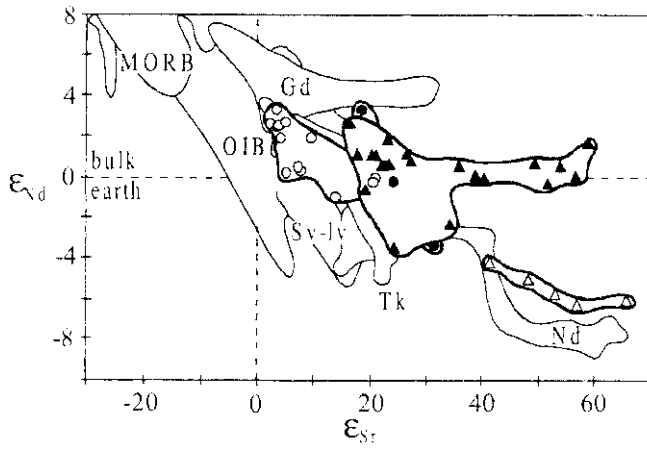 8
MORB
Gd
4
OIB
bulk
εNd
0
earth
Sv-Iv
-4
Tk
Nd
-8
-20
0
20
40
60
εSr